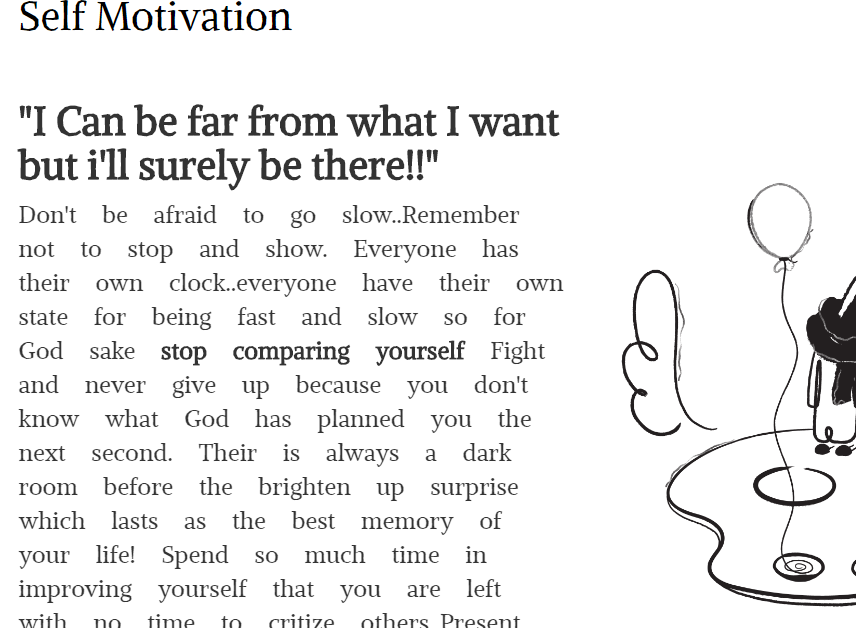 Self Motivation
"I Can be far from what I want
but i'll surely be there!!"
Don't be afraid to go slow..Remember
not to stop and show. Everyone has
their own clock..everyone have their own
state for being fast and slow so for
God sake stop comparing yourself Fight
and never give up because you don't
know what God has planned you the
next second. Their is always a dark
room before the brighten up surprise
which lasts as the best memory of
your life! Spend so much time in
improving yourself that you are left
with no time to critize others.Present